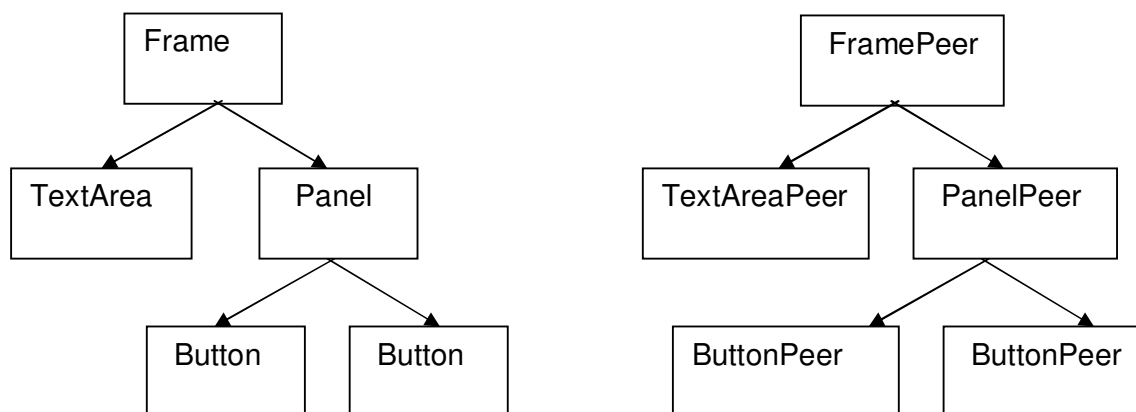 Frame
FramePeer
TextArea
Panel
TextAreaPeer
PanelPeer
Button
Button
ButtonPeer
ButtonPeer